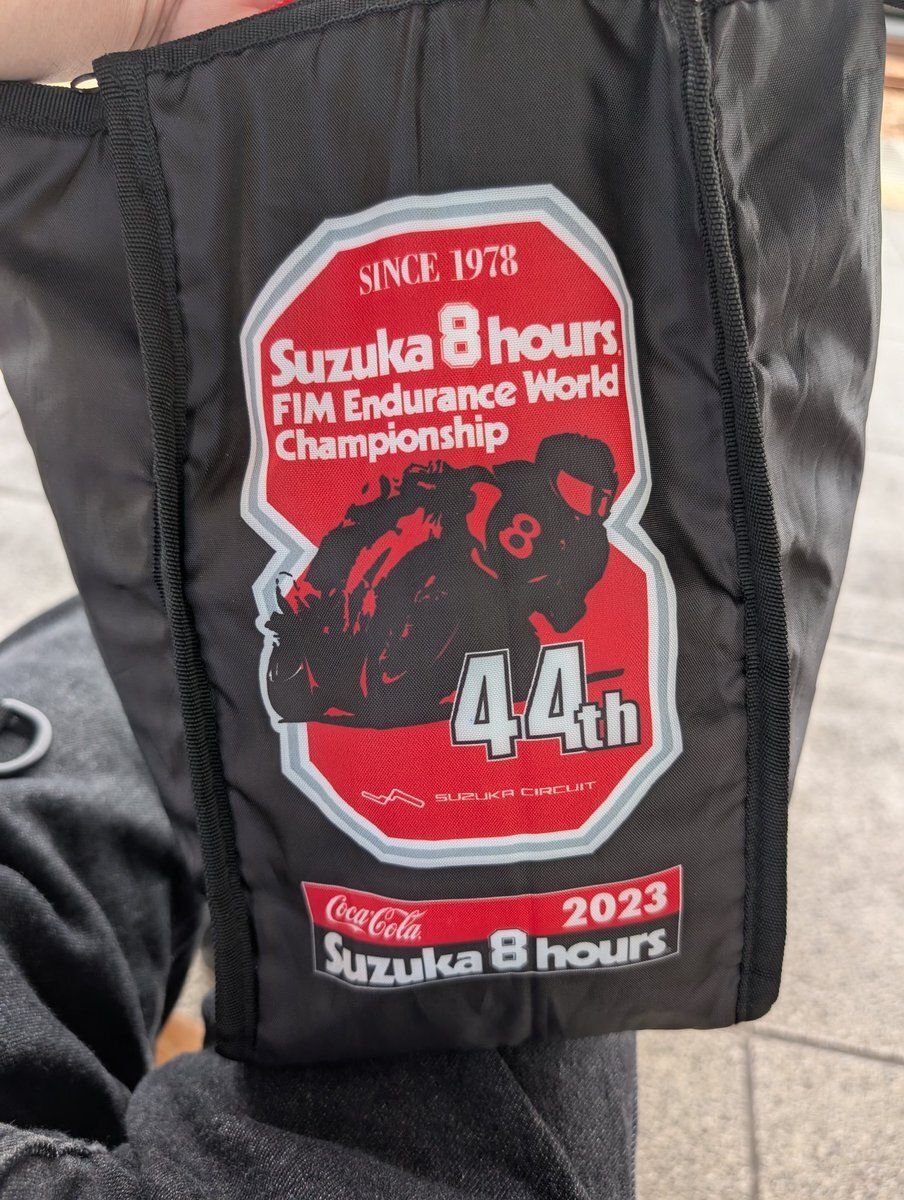 SINCE 1978
Suzuka 8 hours
FIM Endurance World
Championship
8
44th
SUZUKA CIRCUIT
Coca-Cola 2023
Suzuka 8 hours